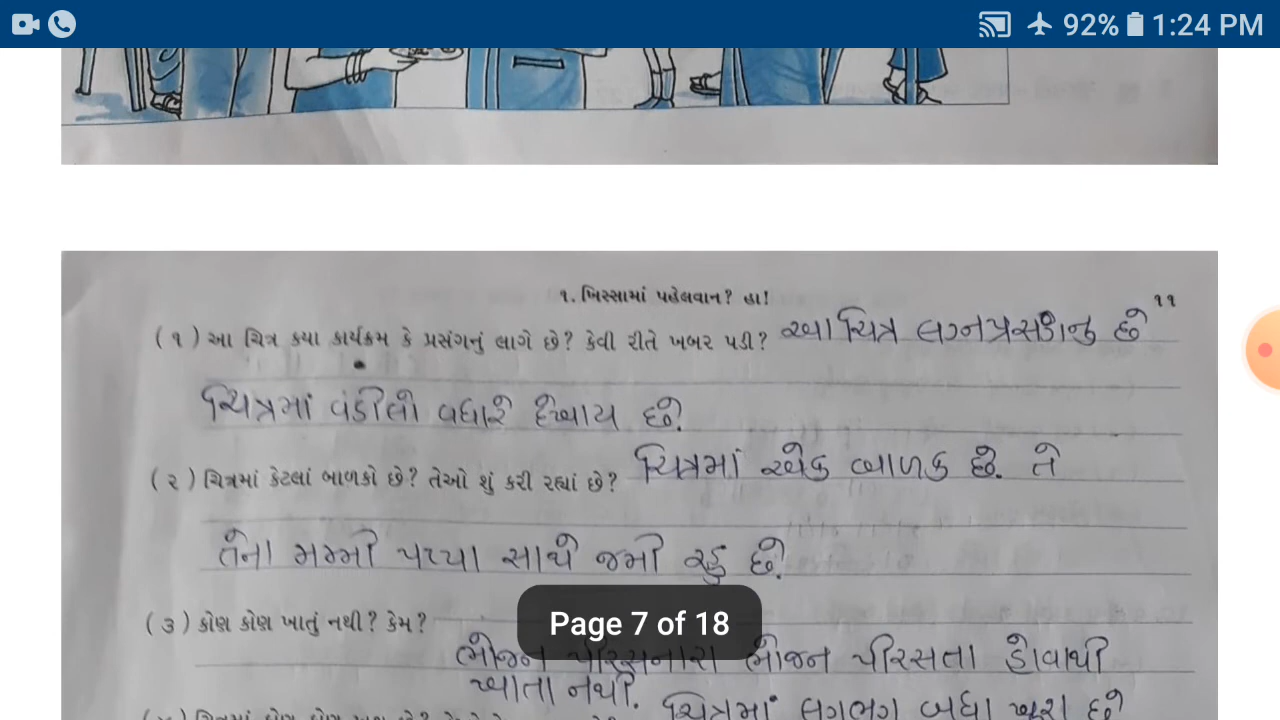 92% 1:24 PM
૧. ખિસ્સામાં પહેલવાન? હા! ૧૧
(૧) આ ચિત્ર કયા કાર્યક્રમ કે પ્રસંગનું લાગે છે? કેવી રીતે ખબર પડી? આ ચિત્ર લગ્નપ્રસંગનુ છે
ચિત્રમાં વડીલો વધારે દેખાય છે.
(૨) ચિત્રમાં કેટલાં બાળકો છે? તેઓ શું કરી રહ્યાં છે? ચિત્રમાં એક બાળક છે. તે
તેના મમ્મી પપ્પા સાથે જમી રહ્યુ છે.
(૩) કોણ કોણ ખાતું નથી? કેમ?
Page 7 of 18
ભોજન પીરસનારા ભોજન પીરસતા હોવાથી
ખાતા નથી.
ચિત્રમાં લગભગ બધા ખુશ છે